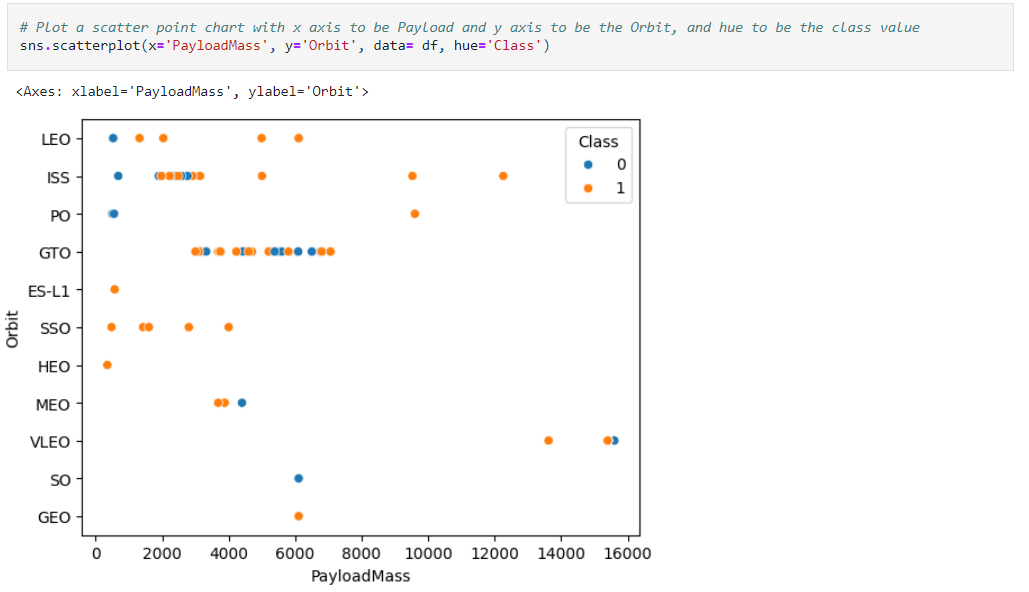 # Plot a scatter point chart with x axis to be Payload and y axis to be the Orbit, and hue to be the class value
sns.scatterplot(x='PayloadMass', y='Orbit', data= df, hue='Class')
<Axes: xlabel='PayloadMass', ylabel='Orbit'>
Class
0
1
LEO
ISS
PO
GTO
ES-L1
SSO
HEO
MEO
VLEO
SO
GEO
Orbit
0 2000 4000 6000 8000 10000 12000 14000 16000
PayloadMass